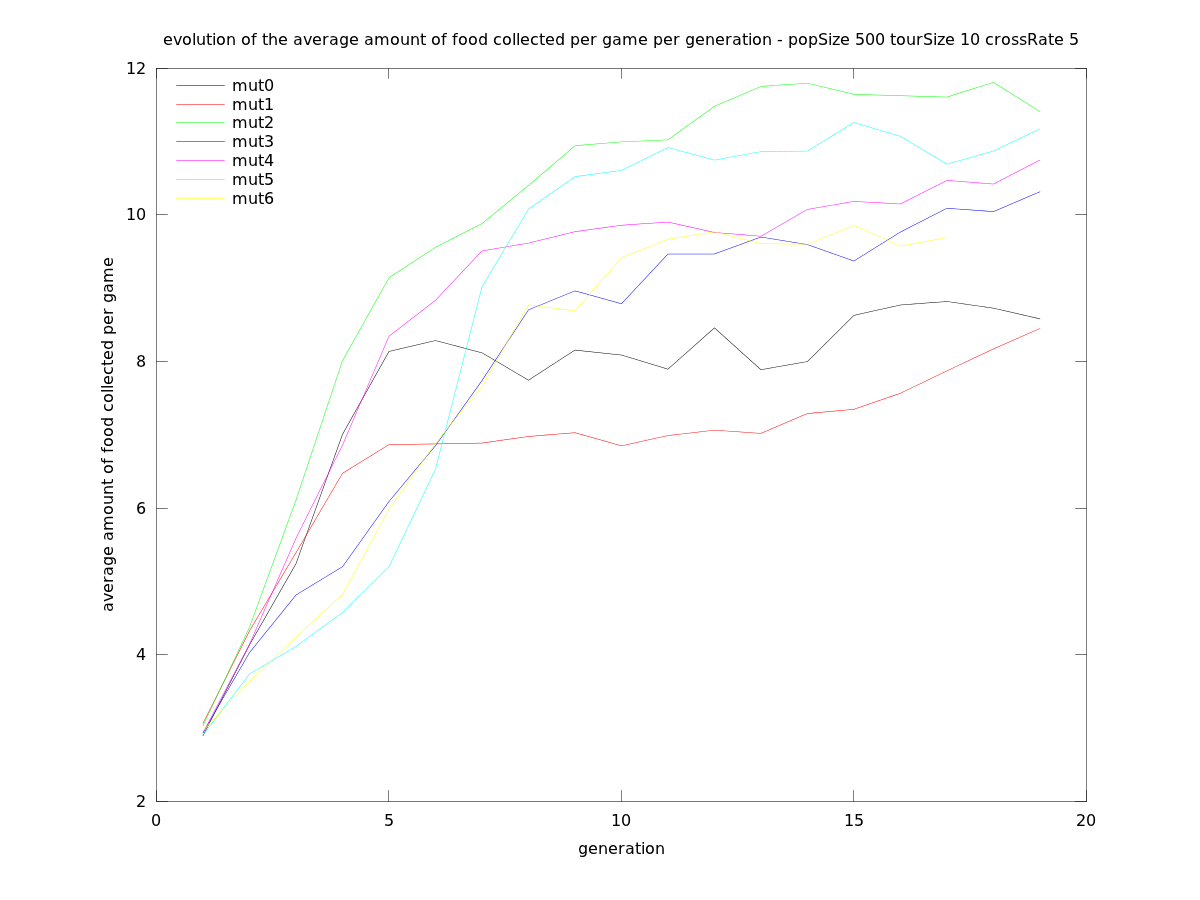 evolution of the average amount of food collected per game per generation - popSize 500 tourSize 10 crossRate 5
12
10
8
6
4
2
average amount of food collected per game
mut0
mut1
mut2
mut3
mut4
mut5
mut6
0
5
10
15
20
generation